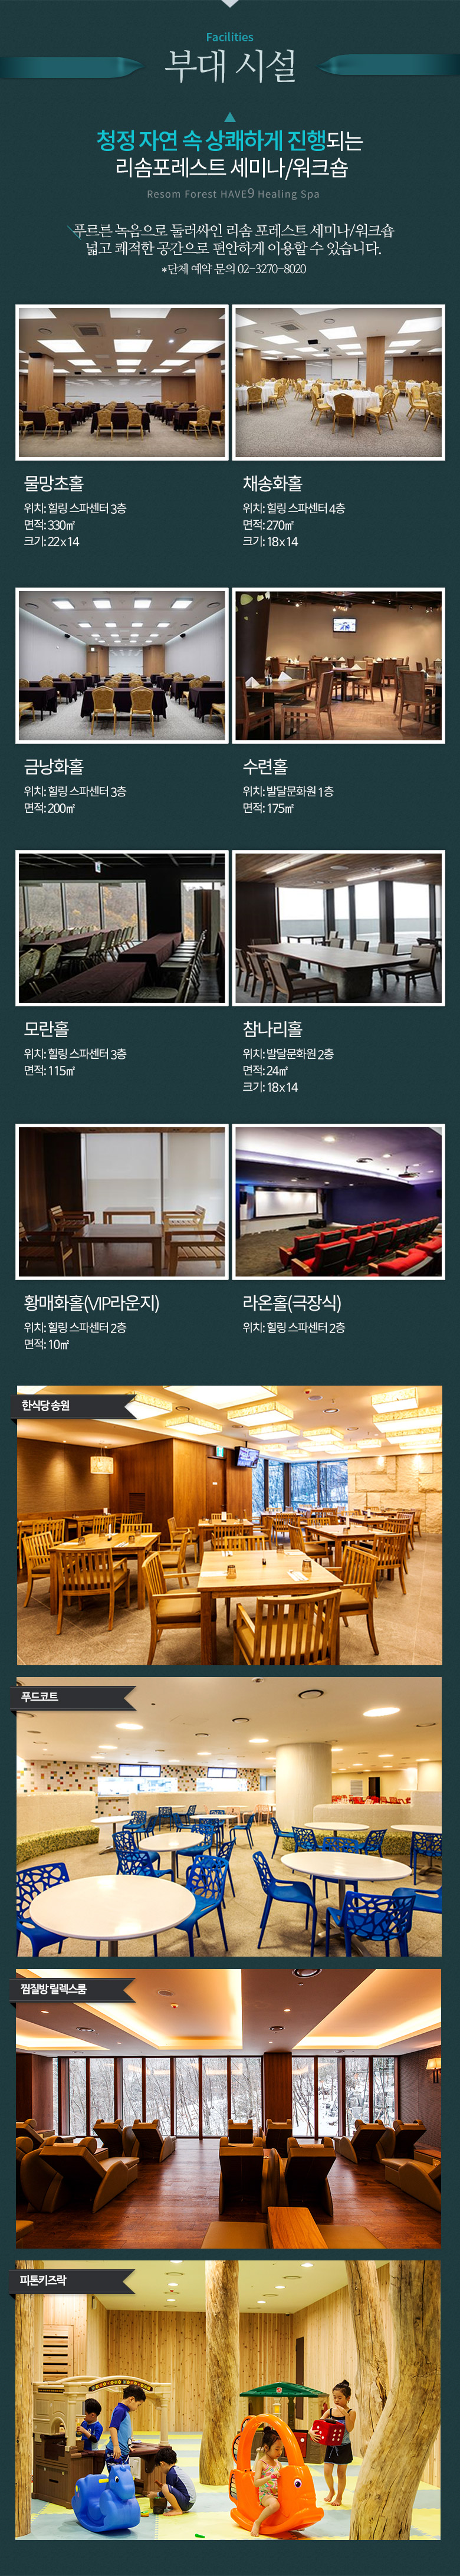 Facilities
부대 시설
청정 자연 속 상쾌하게 진행되는
리솜포레스트 세미나/워크숍
Resom Forest HAVE9 Healing Spa
푸르른 녹음으로 둘러싸인 리솜 포레스트 세미나/워크숍
넓고 쾌적한 공간으로 편안하게 이용할 수 있습니다.
*단체 예약 문의 02-3270-8020
물망초홀
위치: 힐링 스파센터 3층
면적: 330㎡
크기: 22 x 14
채송화홀
위치: 힐링 스파센터 4층
면적: 270㎡
크기: 18 x 14
금낭화홀
위치: 힐링 스파센터 3층
면적: 200㎡
수련홀
위치: 발달문화원 1층
면적: 175㎡
모란홀
위치: 힐링 스파센터 3층
면적: 115㎡
참나리홀
위치: 발달문화원 2층
면적: 24㎡
크기: 18 x 14
황매화홀(VIP라운지)
위치: 힐링 스파센터 2층
면적: 10㎡
라온홀(극장식)
위치: 힐링 스파센터 2층
한식당 송원
푸드코트
찜질방 릴렉스룸
피톤키즈락